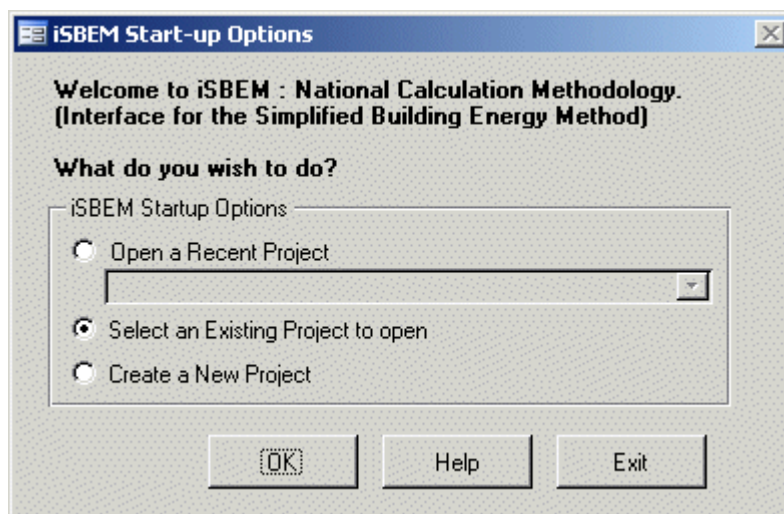 iSBEM Start-up Options
Welcome to iSBEM : National Calculation Methodology.
(Interface for the Simplified Building Energy Method)
What do you wish to do?
iSBEM Startup Options
Open a Recent Project
Select an Existing Project to open
Create a New Project
OK Help Exit